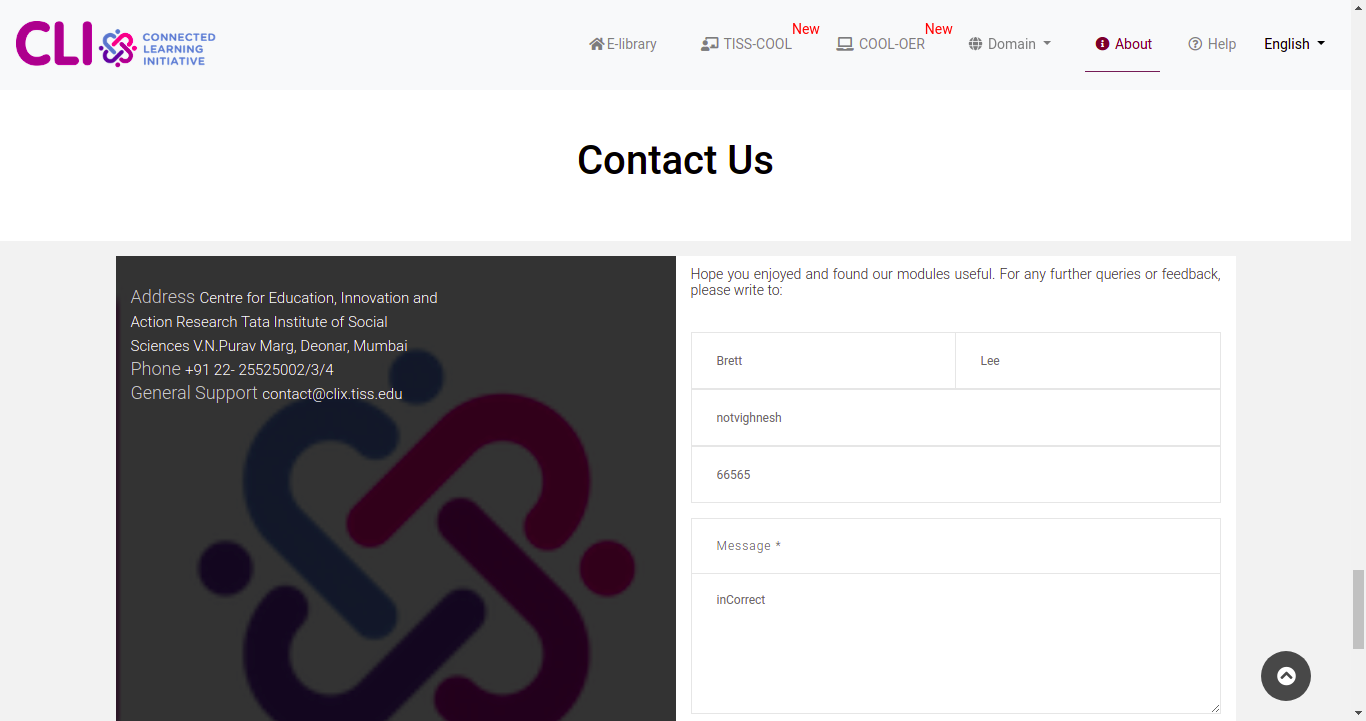 CLI CONNECTED LEARNING INITIATIVE
E-library TISS-COOL New COOL-OER New Domain About Help English
Contact Us
Address Centre for Education, Innovation and
Action Research Tata Institute of Social
Sciences V.N.Purav Marg, Deonar, Mumbai
Phone +91 22- 25525002/3/4
General Support contact@clix.tiss.edu
Hope you enjoyed and found our modules useful. For any further queries or feedback,
please write to:
Brett Lee
notvighnesh
66565
Message *
inCorrect